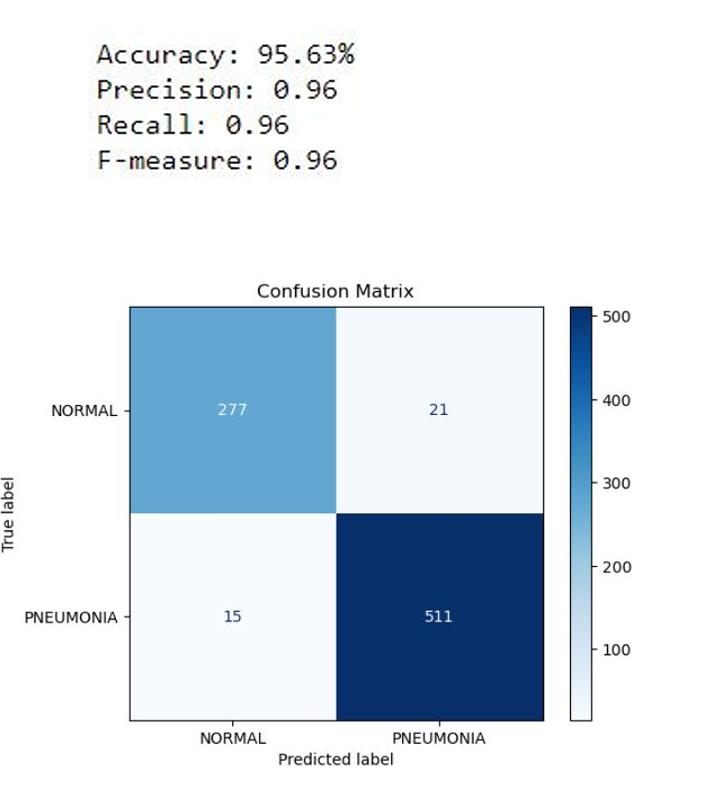 Accuracy: 95.63%
Precision: 0.96
Recall: 0.96
F-measure: 0.96
Confusion Matrix
NORMAL
277
21
PNEUMONIA
15
511
NORMAL
PNEUMONIA
Predicted label
True label
500
400
300
200
100